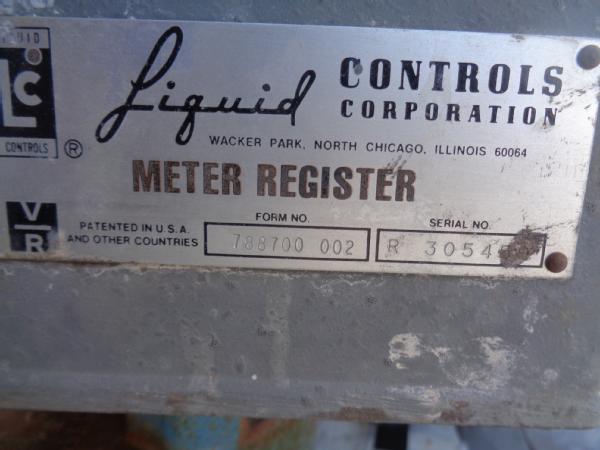 LC
CONTROLS
®
Liquid CONTROLS
CORPORATION
WACKER PARK, NORTH CHICAGO, ILLINOIS 60064
METER REGISTER
V/R
PATENTED IN U.S.A.
AND OTHER COUNTRIES
FORM NO.
788700 002
SERIAL NO.
R 3054